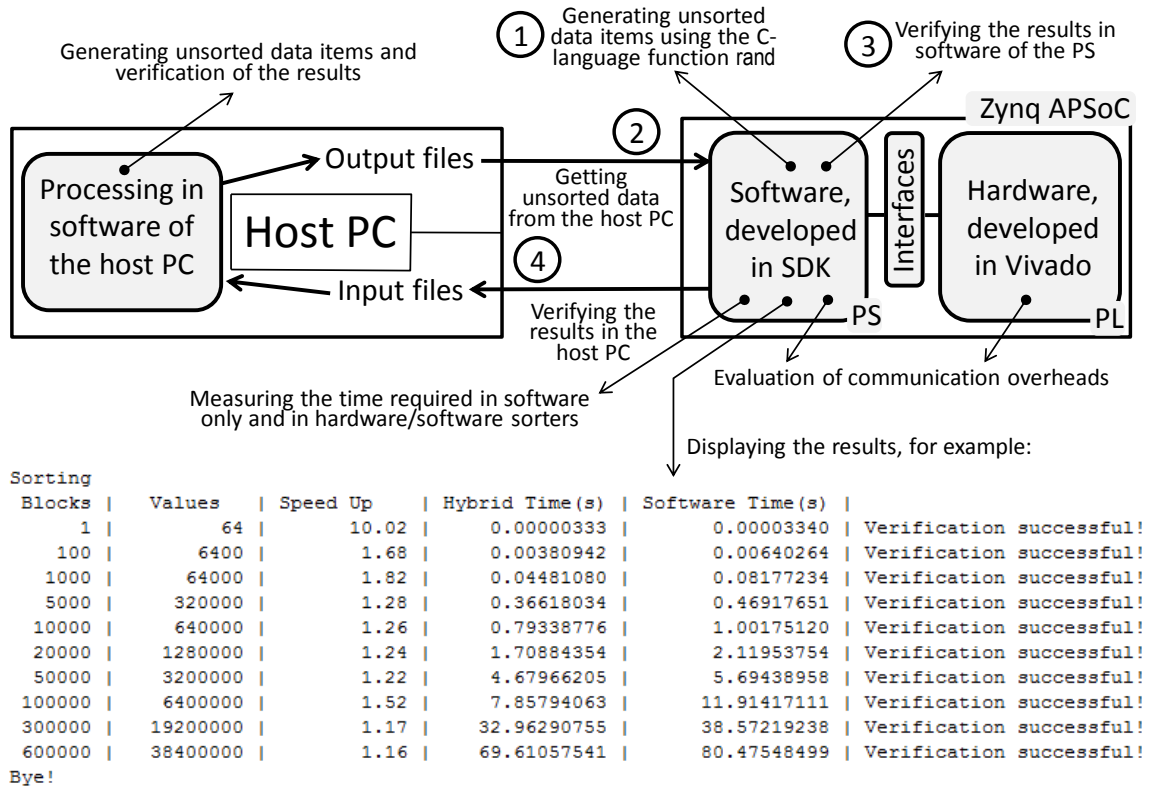 Generating unsorted data items and
verification of the results
1
Generating unsorted
data items using the C-
language function rand
3
Verifying the results in
software of the PS
Zynq APSoC
Processing in
software of
the host PC
Output files
Host PC
Input files
2
Getting
unsorted data
from the host PC
4
Verifying the
results in the
host PC
Software,
developed
in SDK
PS
Interfaces
Hardware,
developed
in Vivado
PL
Measuring the time required in software
only and in hardware/software sorters
Evaluation of communication overheads
Displaying the results, for example:
Sorting
Blocks | Values | Speed Up | Hybrid Time(s) | Software Time(s) |
1 | 64 | 10.02 | 0.00000333 | 0.00003340 | Verification successful!
100 | 6400 | 1.68 | 0.00380942 | 0.00640264 | Verification successful!
1000 | 64000 | 1.82 | 0.04481080 | 0.08177234 | Verification successful!
5000 | 320000 | 1.28 | 0.36618034 | 0.46917651 | Verification successful!
10000 | 640000 | 1.26 | 0.79338776 | 1.00175120 | Verification successful!
20000 | 1280000 | 1.24 | 1.70884354 | 2.11953754 | Verification successful!
50000 | 3200000 | 1.22 | 4.67966205 | 5.69438958 | Verification successful!
100000 | 6400000 | 1.52 | 7.85794063 | 11.91417111 | Verification successful!
300000 | 19200000 | 1.17 | 32.96290755 | 38.57219238 | Verification successful!
600000 | 38400000 | 1.16 | 69.61057541 | 80.47548499 | Verification successful!
Bye!